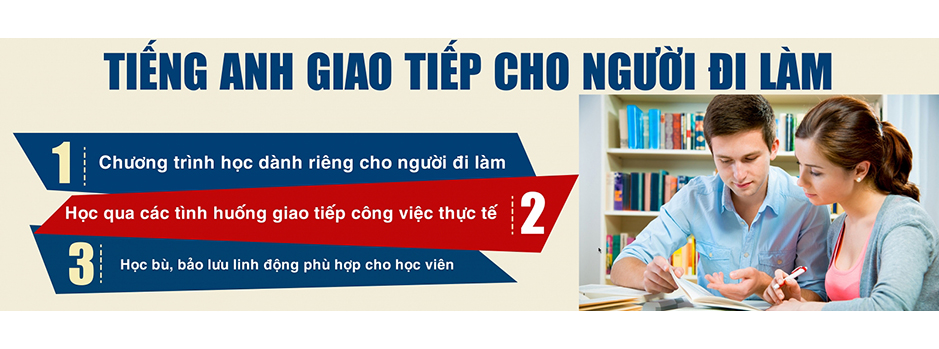 TIẾNG ANH GIAO TIẾP CHO NGƯỜI ĐI LÀM
1 Chương trình học dành riêng cho người đi làm
Học qua các tình huống giao tiếp công việc thực tế 2
3 Học bù, bảo lưu linh động phù hợp cho học viên